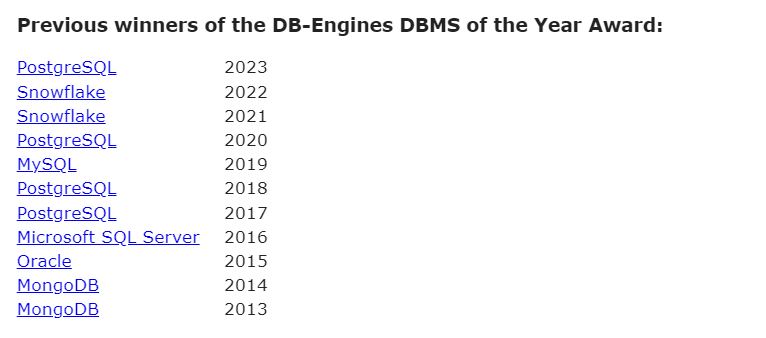 Previous winners of the DB-Engines DBMS of the Year Award:
PostgreSQL 2023
Snowflake 2022
Snowflake 2021
PostgreSQL 2020
MySQL 2019
PostgreSQL 2018
PostgreSQL 2017
Microsoft SQL Server 2016
Oracle 2015
MongoDB 2014
MongoDB 2013